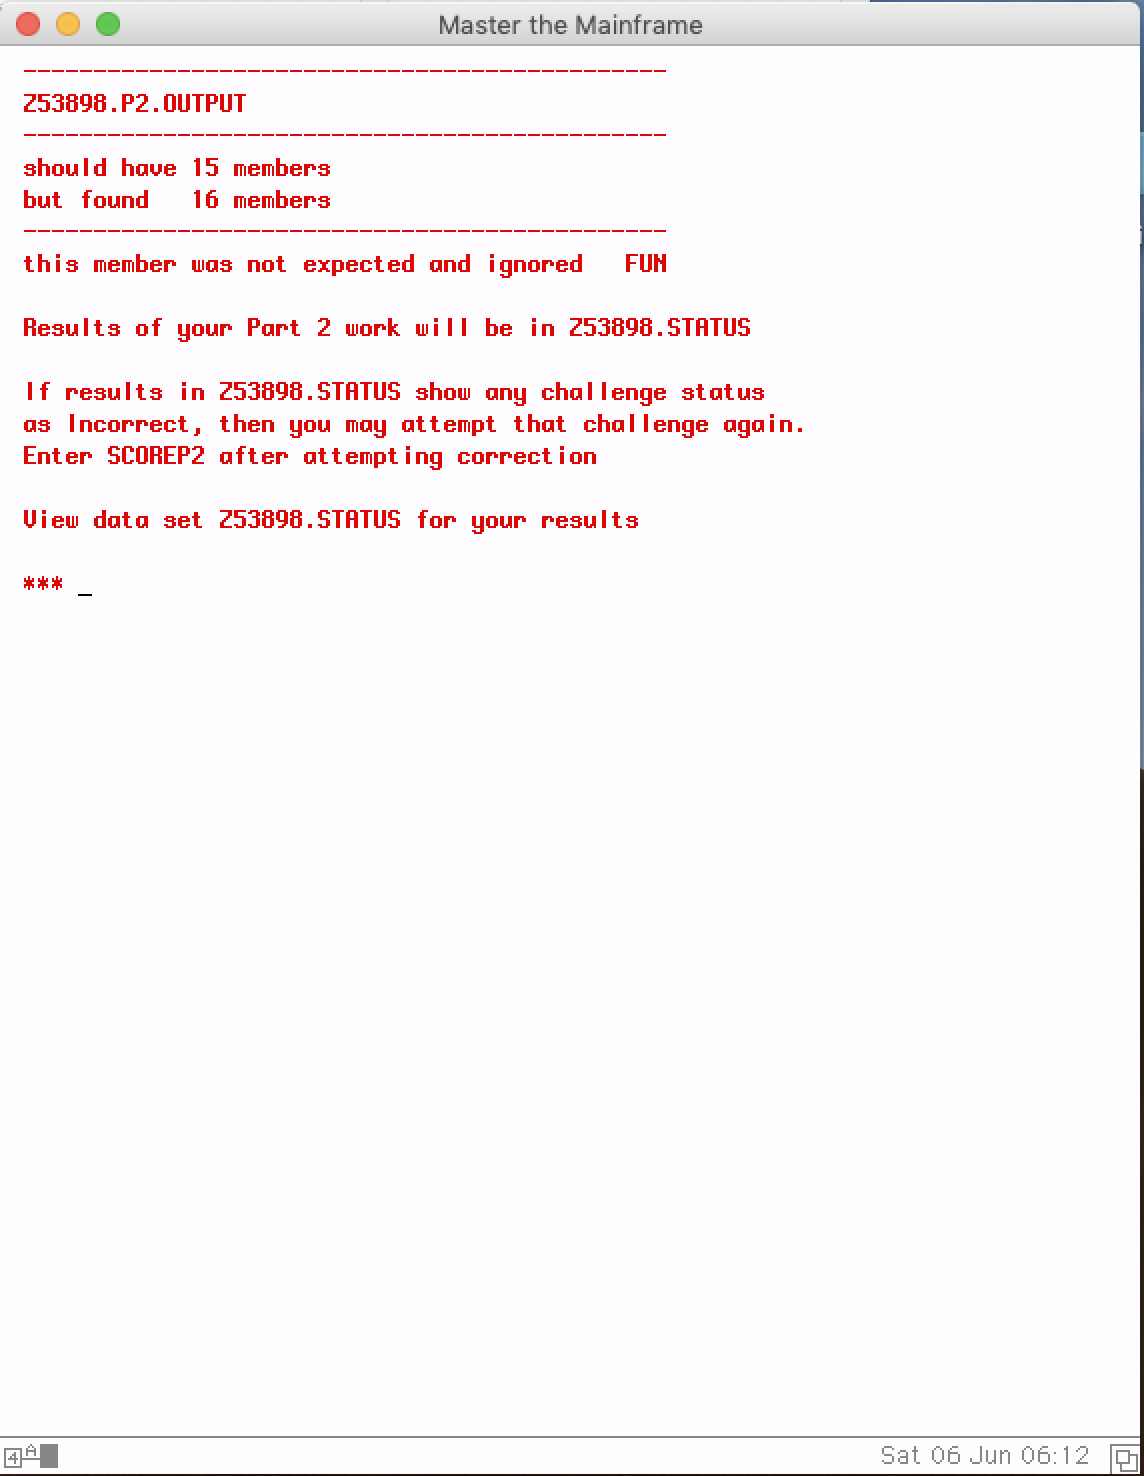 Master the Mainframe
----------------------------------------------
Z53898.P2.OUTPUT
----------------------------------------------
should have 15 members
but found   16 members
----------------------------------------------
this member was not expected and ignored   FUN
Results of your Part 2 work will be in Z53898.STATUS
If results in Z53898.STATUS show any challenge status
as Incorrect, then you may attempt that challenge again.
Enter SCOREP2 after attempting correction
View data set Z53898.STATUS for your results
*** _
4 A
Sat 06 Jun 06:12